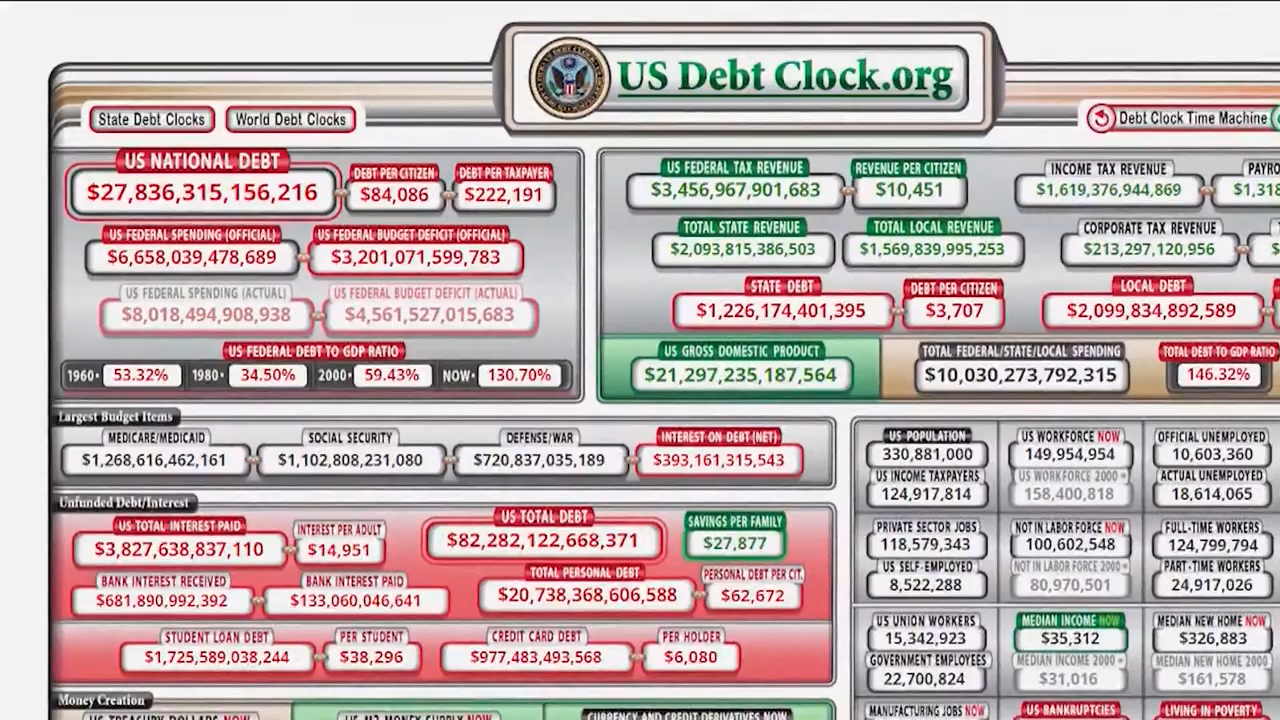 US Debt Clock.org
State Debt Clocks
World Debt Clocks
Debt Clock Time Machine
US NATIONAL DEBT
$27,836,315,156,216
DEBT PER CITIZEN
$84,086
DEBT PER TAXPAYER
$222,191
US FEDERAL SPENDING (OFFICIAL)
$6,658,039,478,689
US FEDERAL BUDGET DEFICIT (OFFICIAL)
$3,201,071,599,783
US FEDERAL SPENDING (ACTUAL)
$8,018,494,908,938
US FEDERAL BUDGET DEFICIT (ACTUAL)
$4,561,527,015,683
US FEDERAL DEBT TO GDP RATIO
1960• 53.32% 1980• 34.50% 2000• 59.43% NOW• 130.70%
US FEDERAL TAX REVENUE
$3,456,967,901,683
REVENUE PER CITIZEN
$10,451
INCOME TAX REVENUE
$1,619,376,944,869
PAYRO
$1,318
TOTAL STATE REVENUE
$2,093,815,386,503
TOTAL LOCAL REVENUE
$1,569,839,995,253
CORPORATE TAX REVENUE
$213,297,120,956
STATE DEBT
$1,226,174,401,395
DEBT PER CITIZEN
$3,707
LOCAL DEBT
$2,099,834,892,589
US GROSS DOMESTIC PRODUCT
$21,297,235,187,564
TOTAL FEDERAL/STATE/LOCAL SPENDING
$10,030,273,792,315
TOTAL DEBT TO GDP RATIO
146.32%
Largest Budget Items
MEDICARE/MEDICAID
$1,268,616,462,161
SOCIAL SECURITY
$1,102,808,231,080
DEFENSE/WAR
$720,837,035,189
INTEREST ON DEBT (NET)
$393,161,315,543
Unfunded Debt/Interest
US TOTAL INTEREST PAID
$3,827,638,837,110
INTEREST PER ADULT
$14,951
US TOTAL DEBT
$82,282,122,668,371
SAVINGS PER FAMILY
$27,877
BANK INTEREST RECEIVED
$681,890,992,392
BANK INTEREST PAID
$133,060,046,641
TOTAL PERSONAL DEBT
$20,738,368,606,588
PERSONAL DEBT PER CIT.
$62,672
STUDENT LOAN DEBT
$1,725,589,038,244
PER STUDENT
$38,296
CREDIT CARD DEBT
$977,483,493,568
PER HOLDER
$6,080
US POPULATION
330,881,000
US WORKFORCE NOW
149,954,954
OFFICIAL UNEMPLOYED
10,603,360
US INCOME TAXPAYERS
124,917,814
US WORKFORCE 2000
158,400,818
ACTUAL UNEMPLOYED
18,614,065
PRIVATE SECTOR JOBS
118,579,343
NOT IN LABOR FORCE NOW
100,602,548
FULL-TIME WORKERS
124,799,794
US SELF-EMPLOYED
8,522,288
NOT IN LABOR FORCE 2000
80,970,501
PART-TIME WORKERS
24,917,026
US UNION WORKERS
15,342,923
MEDIAN INCOME NOW
$35,312
MEDIAN NEW HOME NOW
$326,883
GOVERNMENT EMPLOYEES
22,700,824
MEDIAN INCOME 2000
$31,016
MEDIAN NEW HOME 2000
$161,578
MANUFACTURING JOBS NOW
US BANKRUPTCIES
LIVING IN POVERTY
Money Creation
US TREASURY DOLLARS NOW
US M2 MONEY SUPPLY NOW
CURRENCY AND CREDIT DERIVATIVES NOW